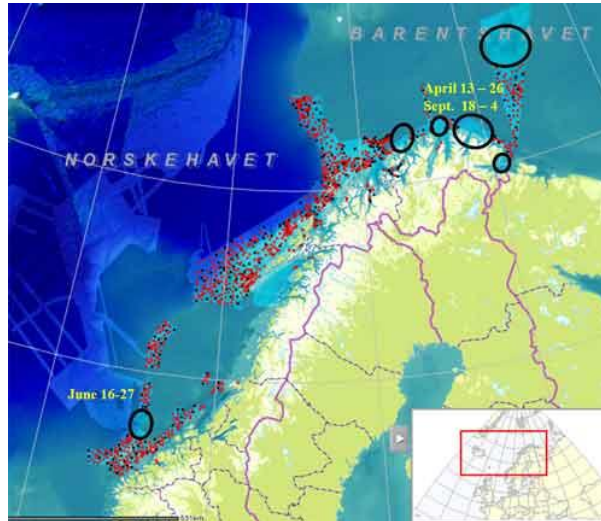 BARENTSHAVET
April 13 – 26
Sept. 18 – 4
NORSKEHAVET
June 16-27